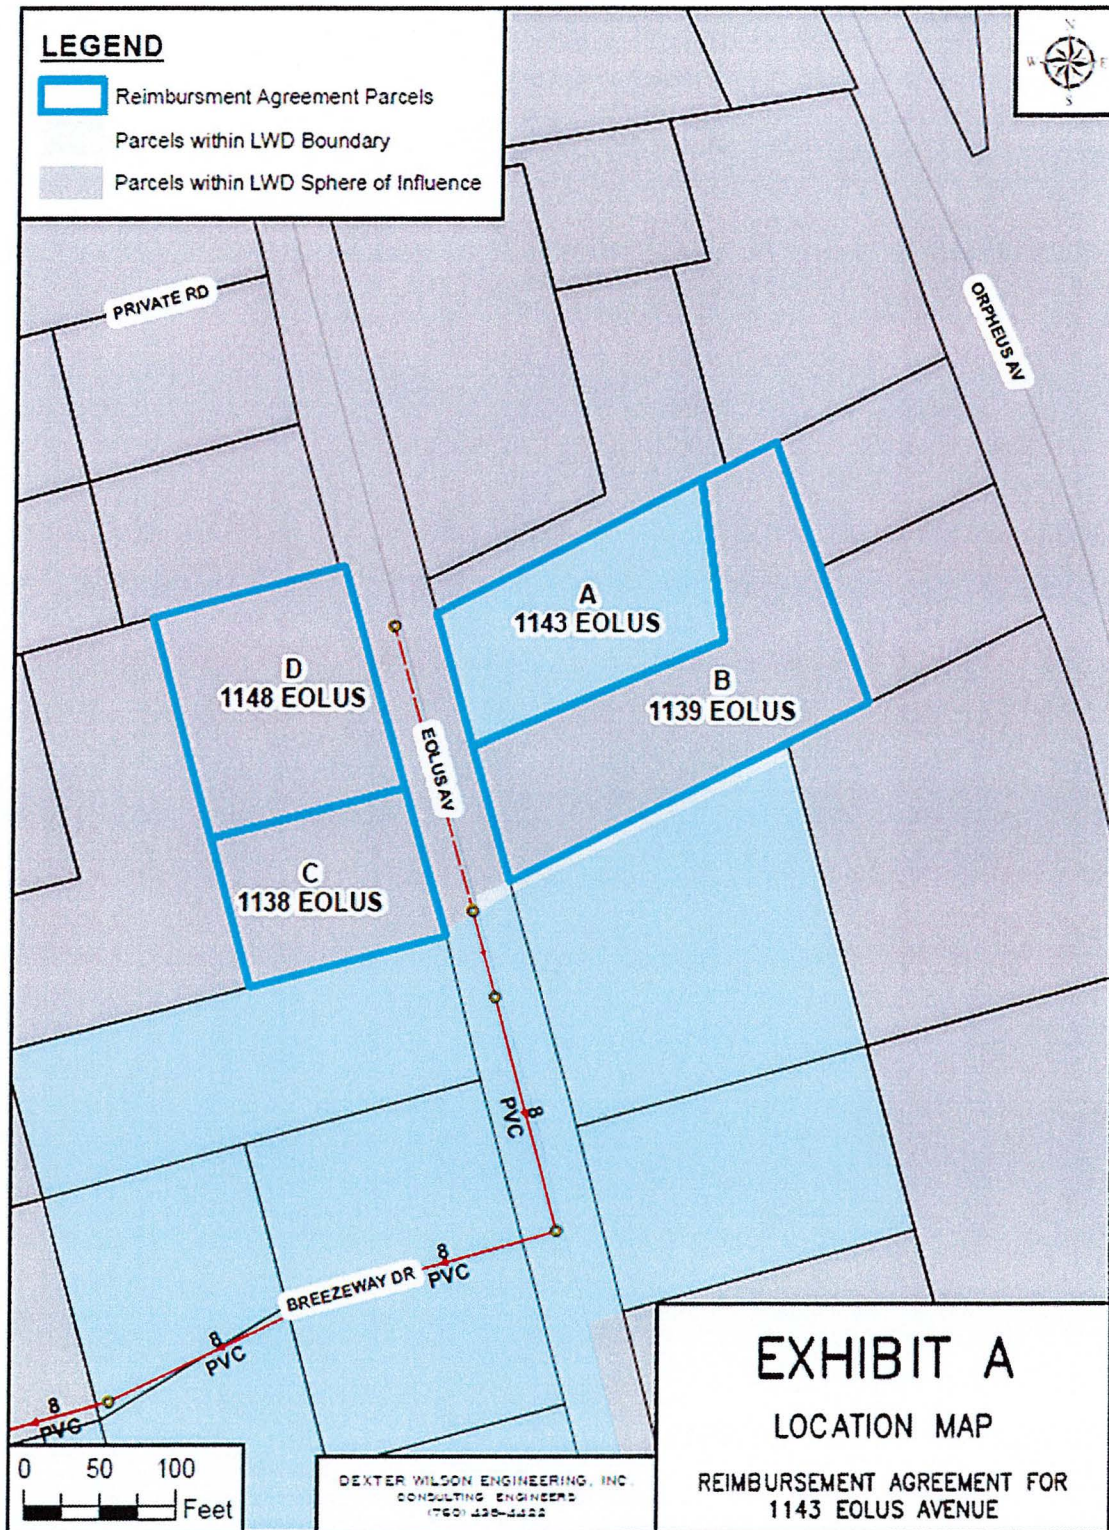 LEGEND
Reimbursment Agreement Parcels
Parcels within LWD Boundary
Parcels within LWD Sphere of Influence
N
W E
S
PRIVATE RD
ORPHEUS AV
A
1143 EOLUS
D
1148 EOLUS
B
1139 EOLUS
EOLUS AV
C
1138 EOLUS
8
PVC
8
PVC
BREEZEWAY DR
8
PVC
8
PVC
EXHIBIT A
LOCATION MAP
REIMBURSEMENT AGREEMENT FOR
1143 EOLUS AVENUE
0 50 100
Feet
DEXTER WILSON ENGINEERING, INC.
CONSULTING ENGINEERS
(760) 438-4422